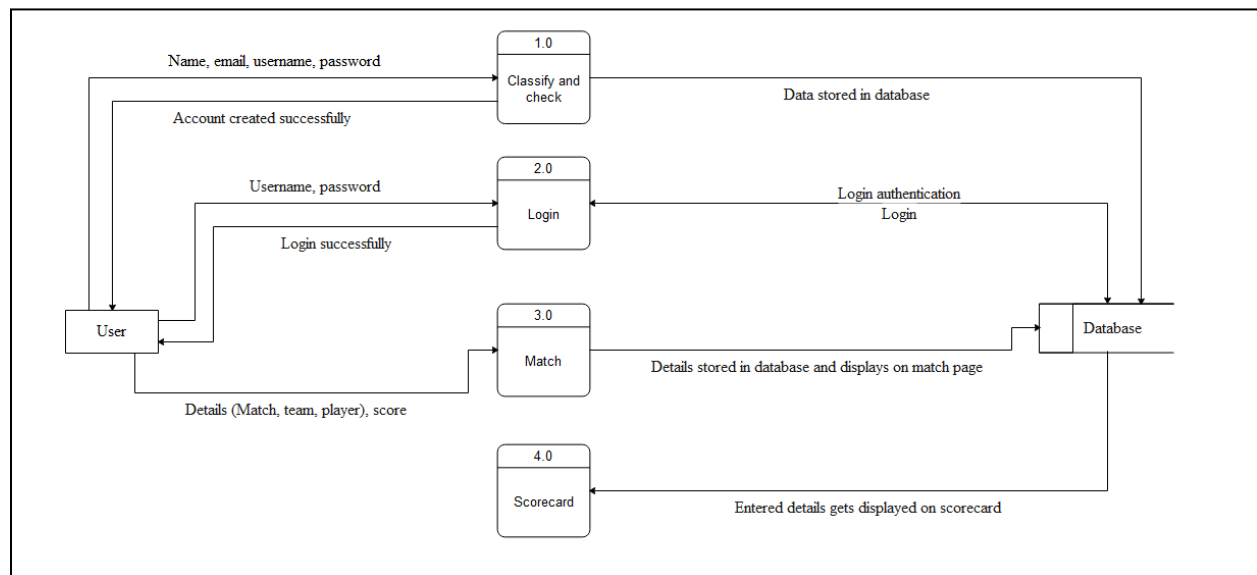 1.0
Name, email, username, password
Classify and
check
Data stored in database
Account created successfully
2.0
Username, password
Login authentication
Login
Login
Login successfully
3.0
User
Database
Match
Details stored in database and displays on match page
Details (Match, team, player), score
4.0
Scorecard
Entered details gets displayed on scorecard